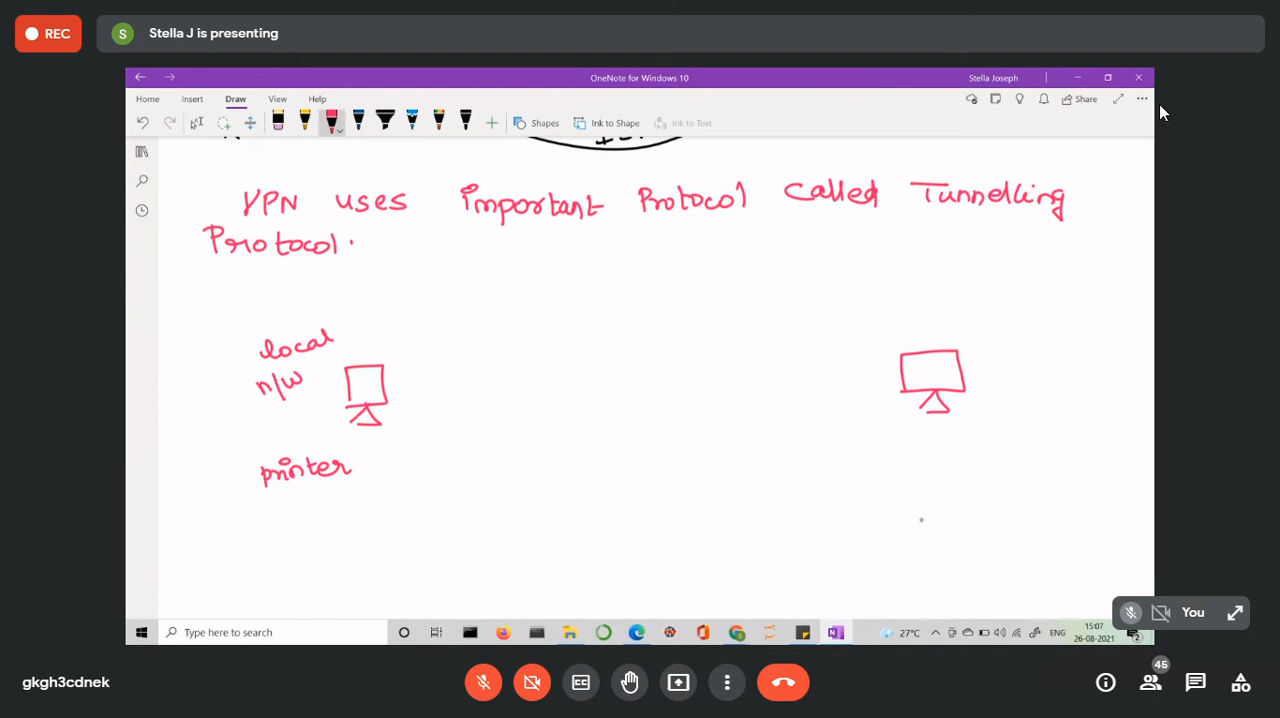 REC
S
Stella J is presenting
OneNote for Windows 10
Stella Joseph
Home
Insert
Draw
View
Help
Share
Shapes
Ink to Shape
Ink to Text
VPN uses important Protocol called Tunnelling
Protocol.
local
n/w
printer
You
Type here to search
27°C
ENG
15:07
26-08-2021
2
gkgh3cdnek
CC
45